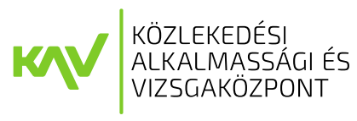 KAV
KÖZLEKEDÉSI
ALKALMASSÁGI ÉS
VIZSGAKÖZPONT